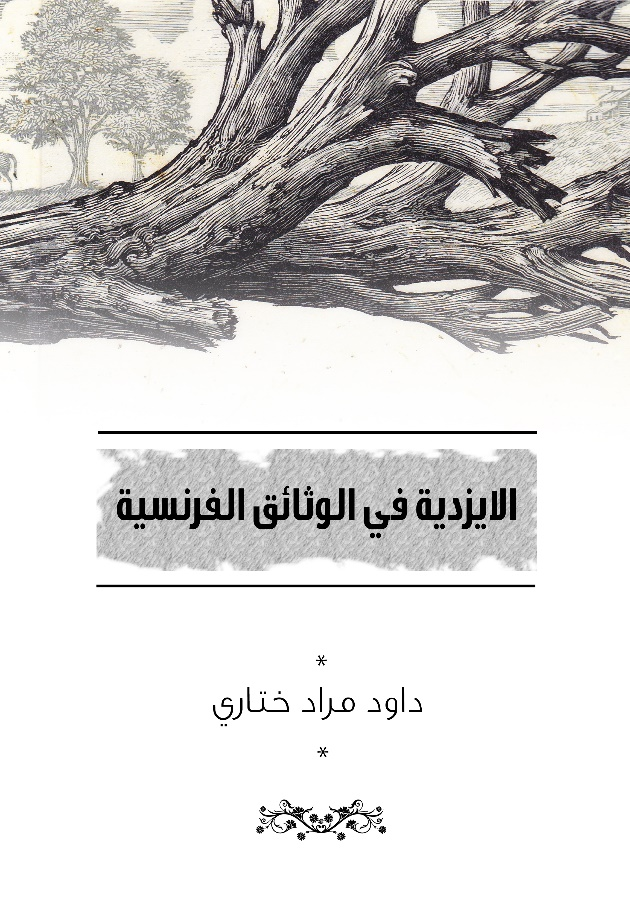 الايزدية في الوثائق الفرنسية
*
داود مراد ختاري
*